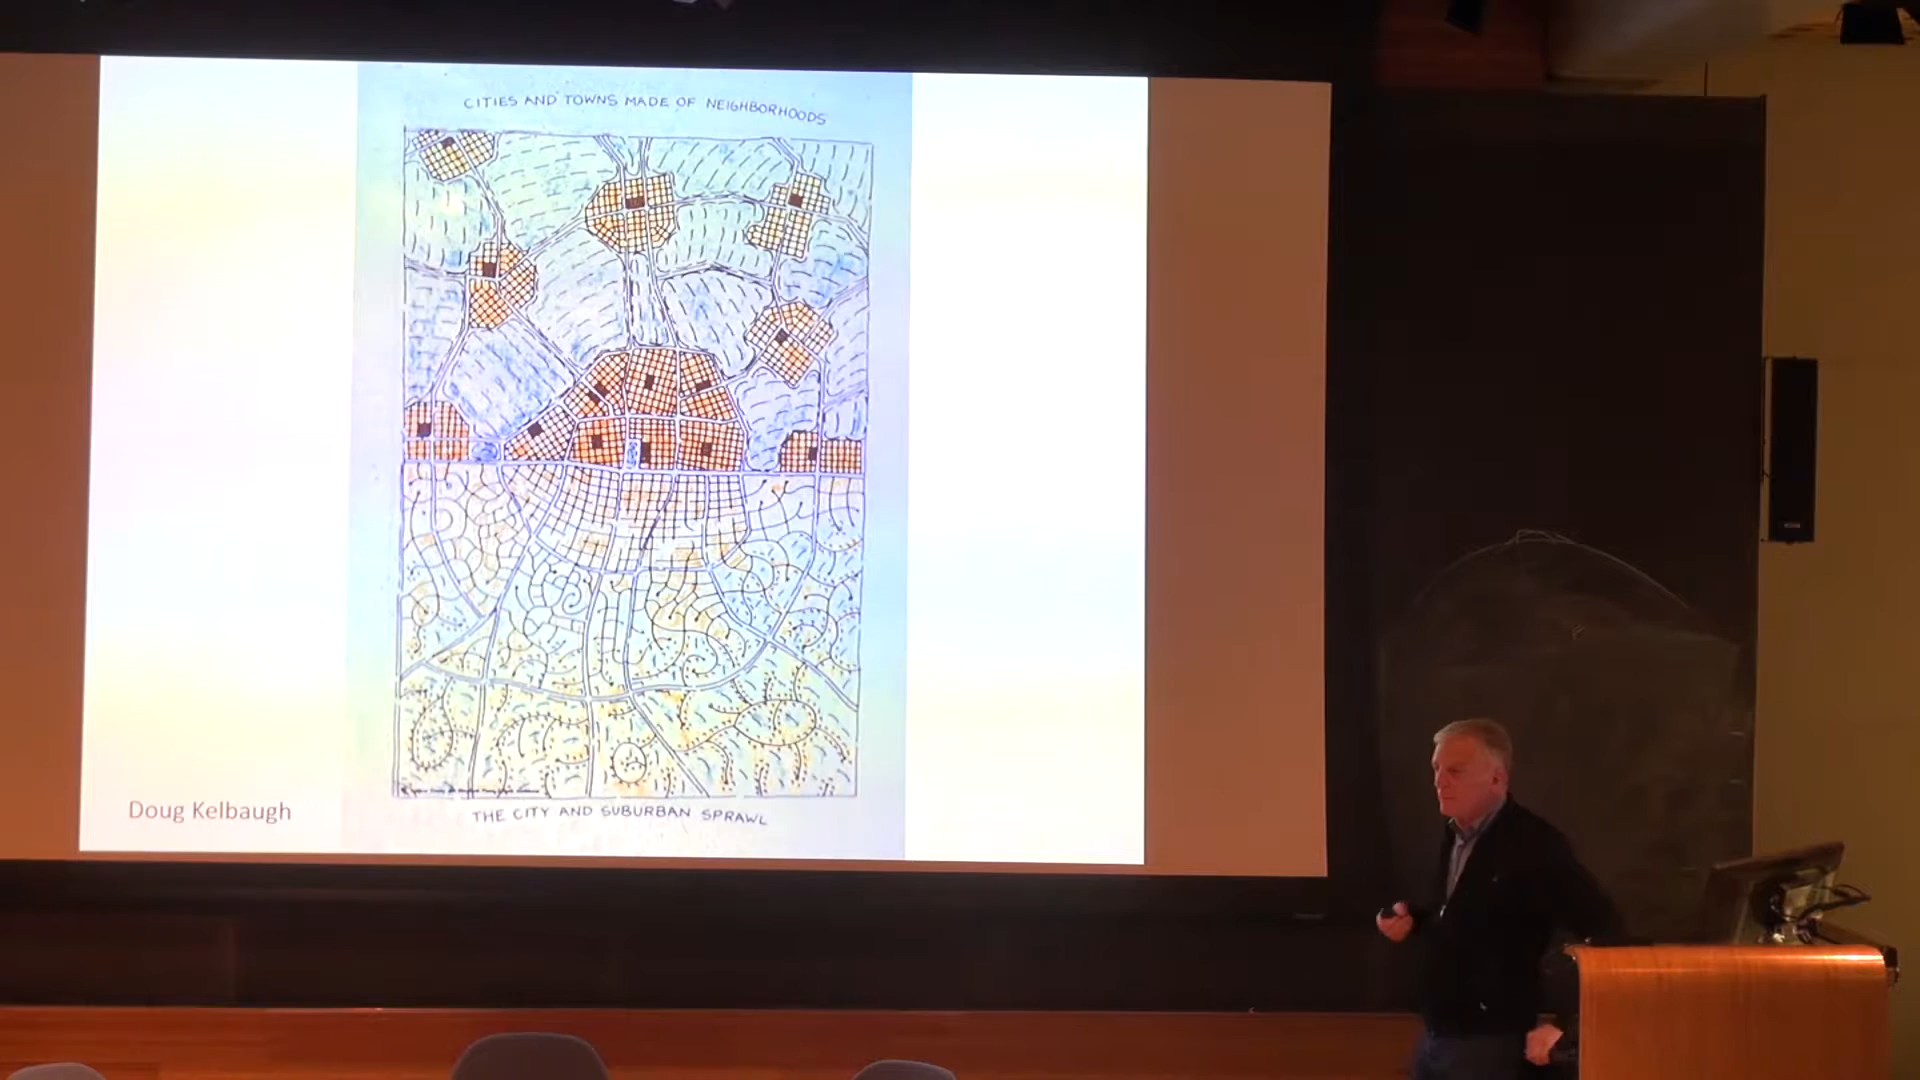 CITIES AND TOWNS MADE OF NEIGHBORHOODS
Doug Kelbaugh
THE CITY AND SUBURBAN SPRAWL